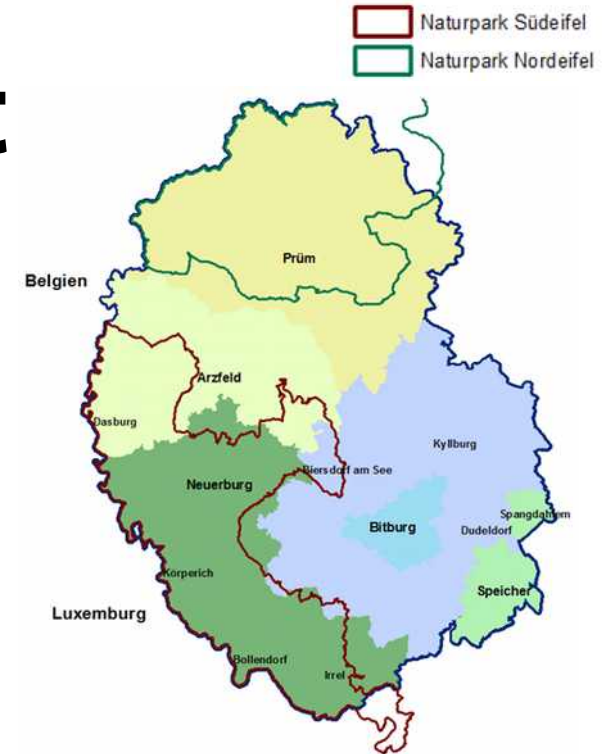 Naturpark Südeifel
Naturpark Nordeifel
Prüm
Belgien
Arzfeld
Dasburg
Kyllburg
Biersdorf am See
Neuerburg
Spangdahlem
Bitburg
Dudeldorf
Körperich
Speicher
Luxemburg
Bollendorf
Irrel